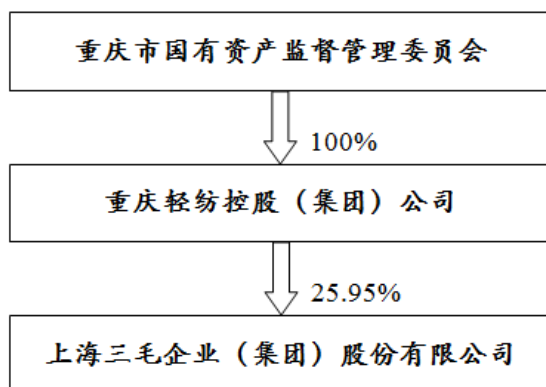 重庆市国有资产监督管理委员会
100%
重庆轻纺控股（集团）公司
25.95%
上海三毛企业（集团）股份有限公司